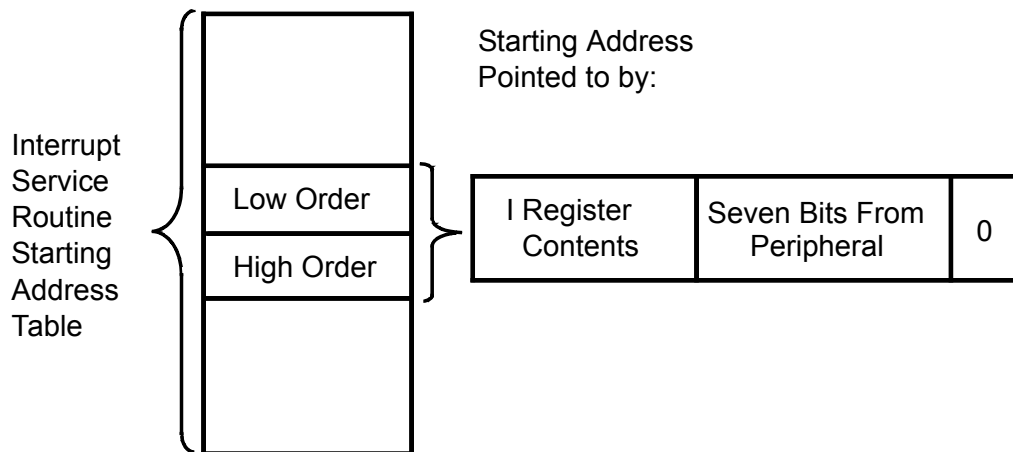 Starting Address
Pointed to by:
Interrupt
Service
Routine
Starting
Address
Table
Low Order
High Order
I Register
Contents
Seven Bits From
Peripheral
0